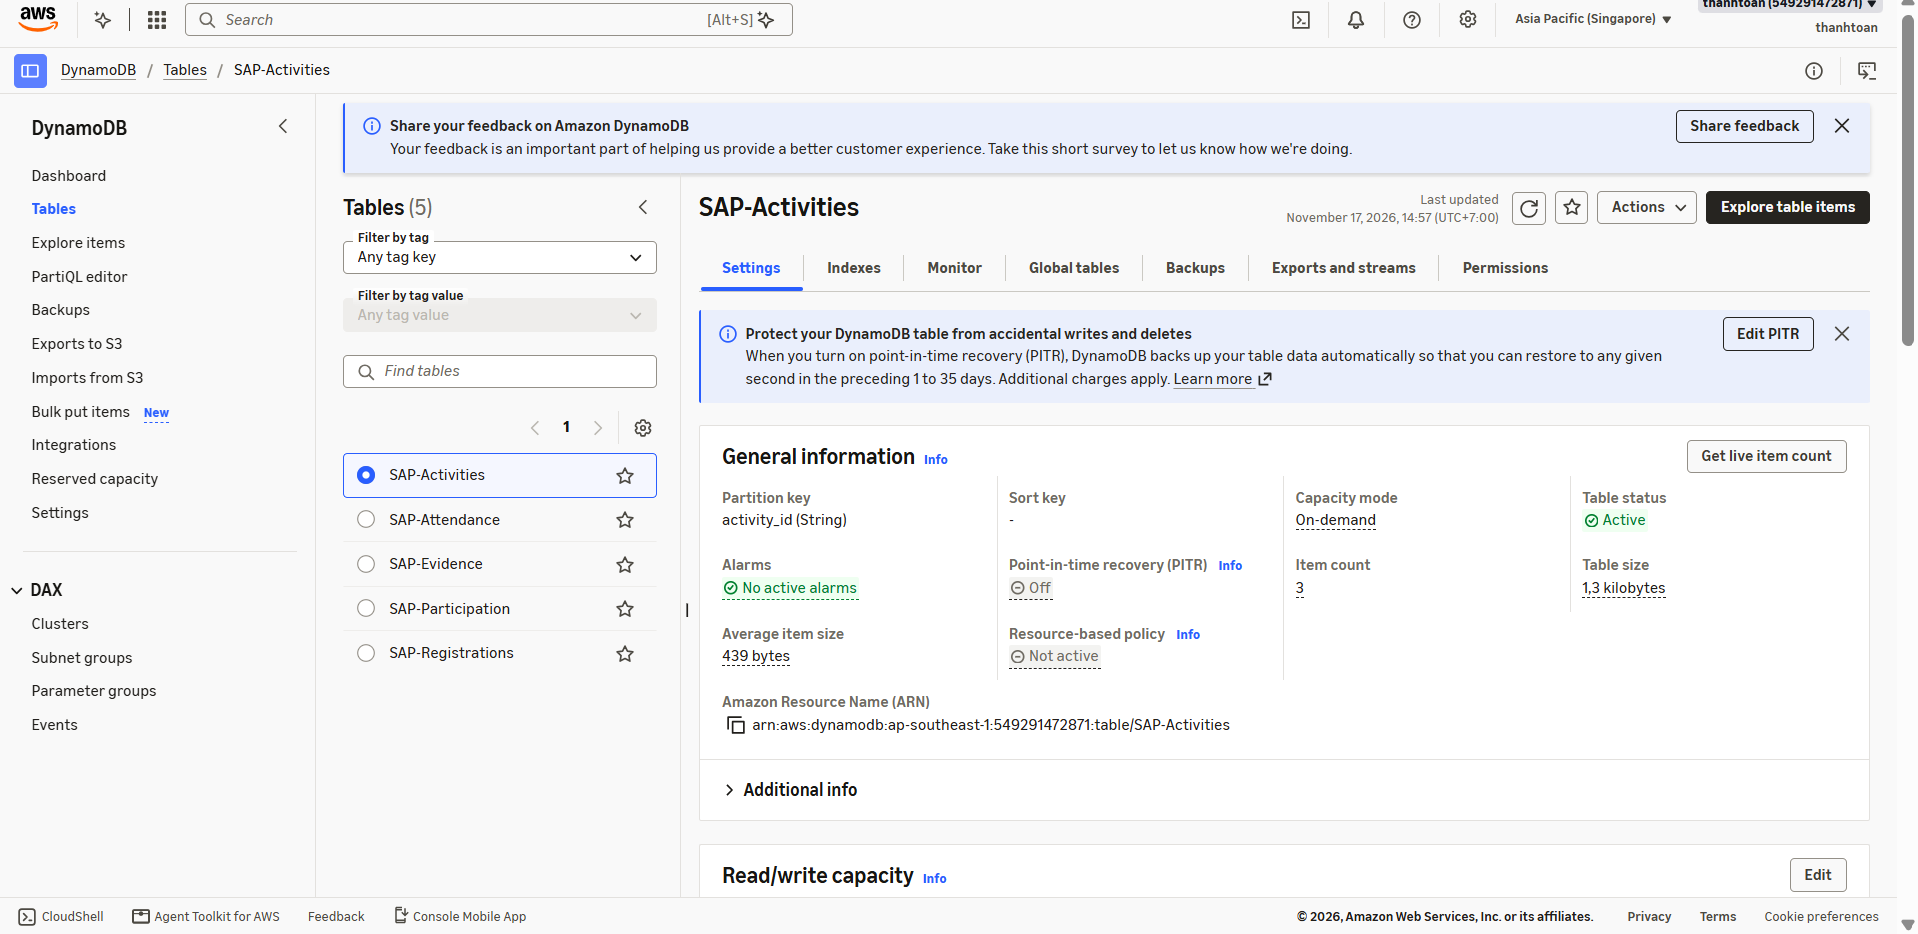 aws
Search
[Alt+S]
Asia Pacific (Singapore)
thanhtoan (549291472871)
thanhtoan
DynamoDB / Tables / SAP-Activities
DynamoDB
Dashboard
Tables
Explore items
PartiQL editor
Backups
Exports to S3
Imports from S3
Bulk put items New
Integrations
Reserved capacity
Settings
DAX
Clusters
Subnet groups
Parameter groups
Events
Share your feedback on Amazon DynamoDB
Your feedback is an important part of helping us provide a better customer experience. Take this short survey to let us know how we're doing.
Share feedback
Tables (5)
Filter by tag
Any tag key
Filter by tag value
Any tag value
Find tables
1
SAP-Activities
SAP-Attendance
SAP-Evidence
SAP-Participation
SAP-Registrations
SAP-Activities
Last updated
November 17, 2026, 14:57 (UTC+7:00)
Actions
Explore table items
Settings
Indexes
Monitor
Global tables
Backups
Exports and streams
Permissions
Protect your DynamoDB table from accidental writes and deletes
When you turn on point-in-time recovery (PITR), DynamoDB backs up your table data automatically so that you can restore to any given
second in the preceding 1 to 35 days. Additional charges apply. Learn more
Edit PITR
General information Info
Get live item count
Partition key
activity_id (String)
Sort key
-
Capacity mode
On-demand
Table status
Active
Alarms
No active alarms
Point-in-time recovery (PITR) Info
Off
Item count
3
Table size
1,3 kilobytes
Average item size
439 bytes
Resource-based policy Info
Not active
Amazon Resource Name (ARN)
arn:aws:dynamodb:ap-southeast-1:549291472871:table/SAP-Activities
Additional info
Read/write capacity Info
Edit
CloudShell
Agent Toolkit for AWS
Feedback
Console Mobile App
© 2026, Amazon Web Services, Inc. or its affiliates.
Privacy
Terms
Cookie preferences